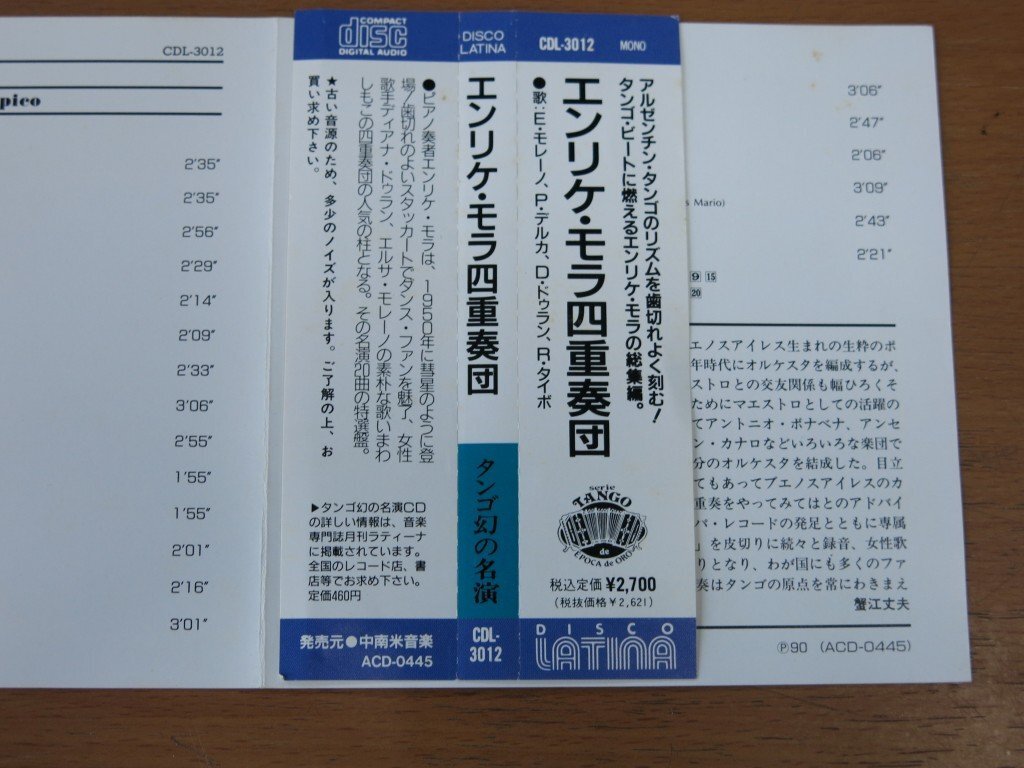 CDL-3012
pico
2'35"
2'35"
2'56"
2'29"
2'14"
2'09"
2'33"
3'06"
2'55"
1'55"
1'55"
2'01"
2'16"
3'01"
COMPACT
disc
DIGITAL AUDIO
●ピアノ奏者エンリケ・モラは、1950年に彗星のように登
場!歯切れのよいスタッカートでダンス・ファンを魅了、女性
歌手ディアナ・ドゥラン、エルサ・モレーノの素朴な歌いまわ
しもこの四重奏団の人気の柱となる。その名演20曲の特選盤。
★古い音源のため、多少のノイズが入ります。ご了解の上、お
買い求め下さい。
▶タンゴ幻の名演CD
の詳しい情報は、音楽
専門誌月刊ラティーナ
に掲載されています。
全国のレコード店、書
店等でお求め下さい。
定価460円
発売元●中南米音楽
ACD-0445
DISCO
LATINA
エンリケ・モラ四重奏団
タンゴ幻の名演
CDL-
3012
CDL-3012 MONO
アルゼンチン・タンゴのリズムを歯切れよく刻む!
タンゴ・ビートに燃えるエンリケ・モラの総集編。
エンリケ・モラ四重奏団
●歌:E・モレーノ、P・デルカ、D・ドゥラン、R・タイボ
serie
TANGO
EPOCA de ORO
de
税込定価 ¥2,700
(税抜価格¥2,621)
DISCO
LATINA
3'06"
2'47"
2'06"
3'09"
s Mario)
2'43"
2'21"
9 15
20
エノスアイレス生まれの生粋のポ
年時代にオルケスタを編成するが、
ストロとの交友関係も幅ひろくそ
ためにマエストロとしての活躍の
てアントニオ・ボナベナ、アンセ
ン・カナロなどいろいろな楽団で
分のオルケスタを結成した。目立
てもあってブエノスアイレスのカ
重奏をやってみてはとのアドバイ
バ・レコードの発足とともに専属
」を皮切りに続々と録音、女性歌
りとなり、わが国にも多くのファ
奏はタンゴの原点を常にわきまえ
蟹江丈夫
Ⓟ90 (ACD-0445)